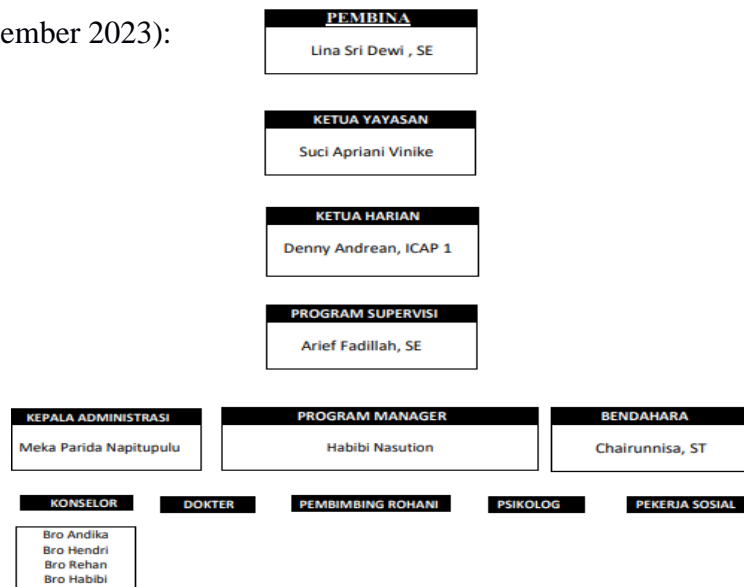 ember 2023):
PEMBINA
Lina Sri Dewi , SE
KETUA YAYASAN
Suci Apriani Vinike
KETUA HARIAN
Denny Andrean, ICAP 1
PROGRAM SUPERVISI
Arief Fadillah, SE
KEPALA ADMINISTRASI
Meka Parida Napitupulu
PROGRAM MANAGER
Habibi Nasution
BENDAHARA
Chairunnisa, ST
KONSELOR
DOKTER
PEMBIMBING ROHANI
PSIKOLOG
PEKERJA SOSIAL
Bro Andika
Bro Hendri
Bro Rehan
Bro Habibi